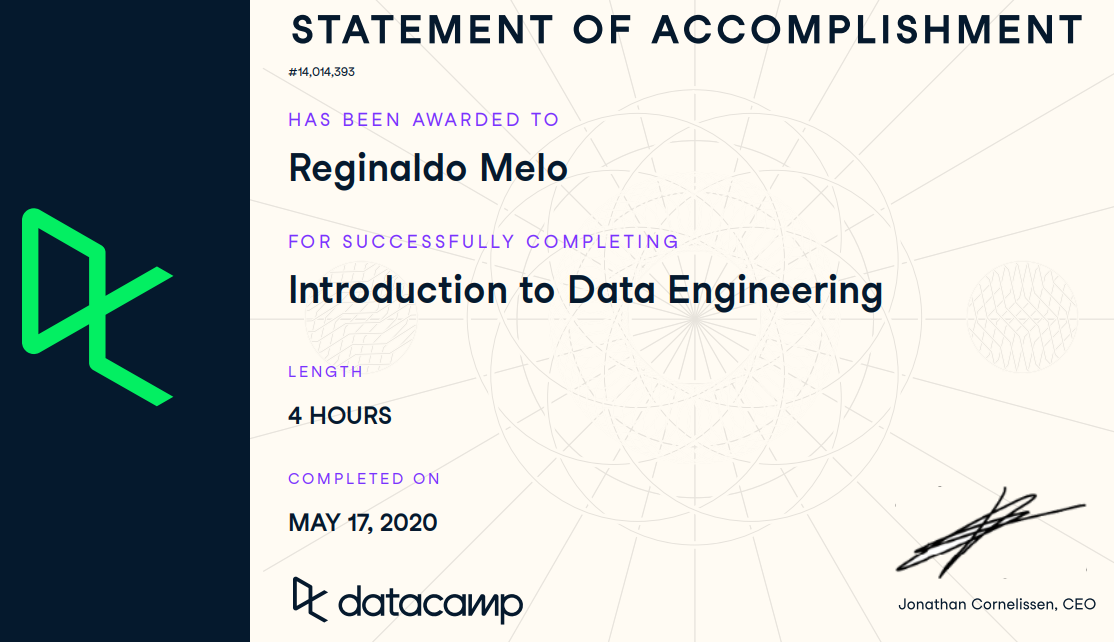 STATEMENT OF ACCOMPLISHMENT
#14,014,393
HAS BEEN AWARDED TO
Reginaldo Melo
FOR SUCCESSFULLY COMPLETING
Introduction to Data Engineering
LENGTH
4 HOURS
COMPLETED ON
MAY 17, 2020
datacamp
Jonathan Cornelissen, CEO